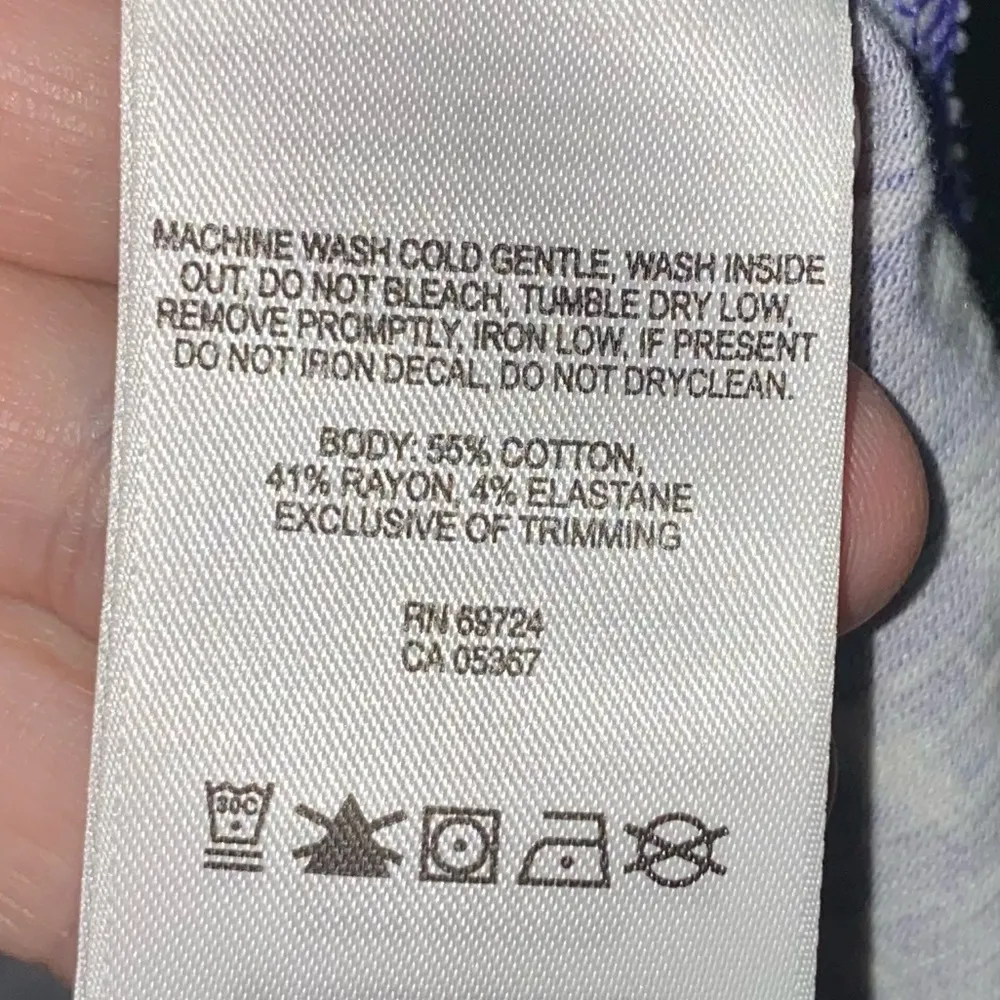 MACHINE WASH COLD GENTLE, WASH INSIDE
OUT, DO NOT BLEACH, TUMBLE DRY LOW,
REMOVE PROMPTLY, IRON LOW, IF PRESENT
DO NOT IRON DECAL, DO NOT DRYCLEAN.
BODY: 55% COTTON,
41% RAYON, 4% ELASTANE
EXCLUSIVE OF TRIMMING
RN 69724
CA 05367
30C